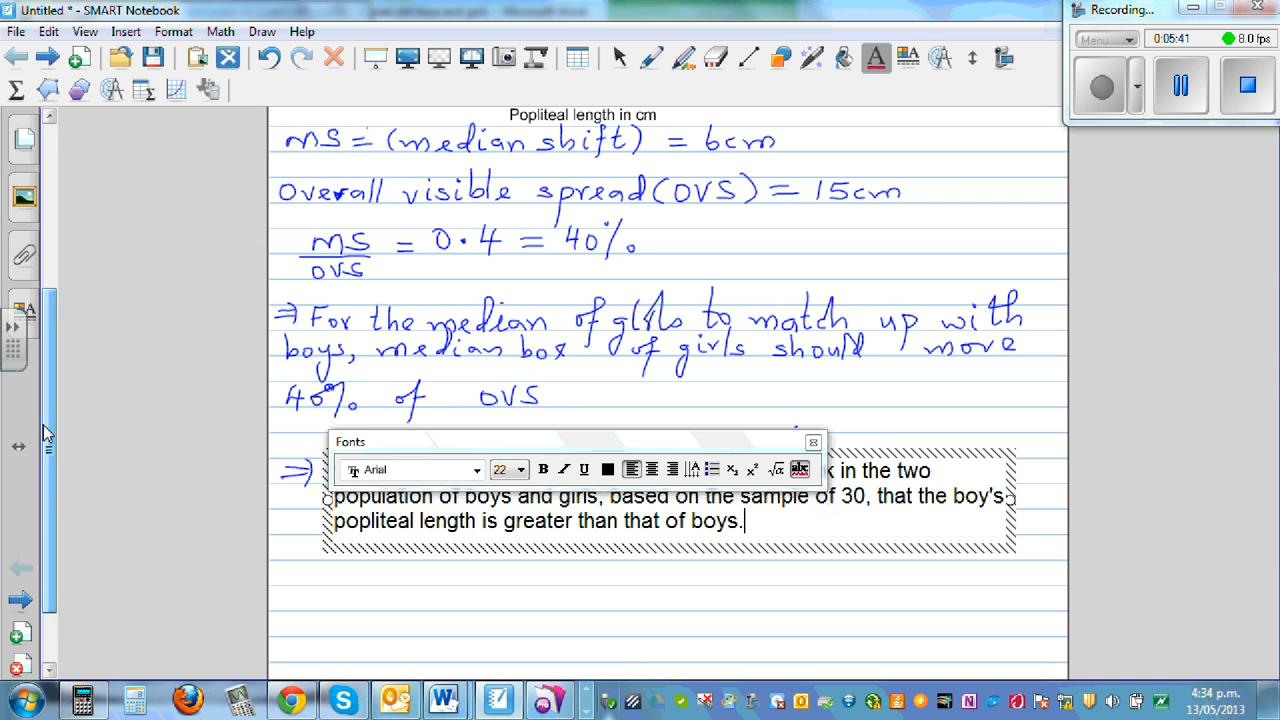 Untitled * - SMART Notebook
Recording...
File Edit View Insert Format Math Draw Help
Menu
0:05:41
8.0 fps
Popliteal length in cm
MS = (median shift) = 6cm
Overall visible spread (OVS) = 15cm
MS
OVS
= 0.4 = 40%
⇒ For the median of girls to match up with
boys, median box of girls should move
40% of OVS
Fonts
Arial
22
B I U
⇒
k in the two
population of boys and girls, based on the sample of 30, that the boy's
popliteal length is greater than that of boys.
4:34 p.m.
13/05/2013